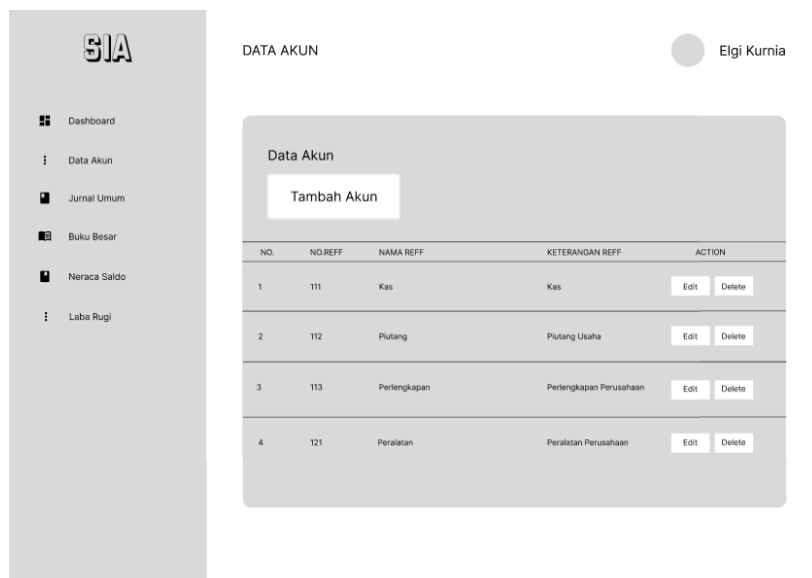 SIA
DATA AKUN
Elgi Kurnia
Dashboard
Data Akun
Jurnal Umum
Buku Besar
Neraca Saldo
Laba Rugi
Data Akun
Tambah Akun
NO. NO.REFF NAMA REFF KETERANGAN REFF ACTION
1 111 Kas Kas Edit Delete
2 112 Piutang Piutang Usaha Edit Delete
3 113 Perlengkapan Perlengkapan Perusahaan Edit Delete
4 121 Peralatan Peralatan Perusahaan Edit Delete